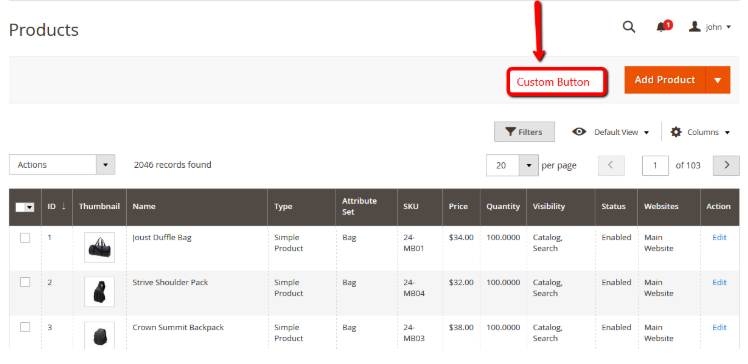 Products
1
john
Custom Button
Add Product
Filters
Default View
Columns
Actions
2046 records found
20
per page
1
of 103
ID ↓ Thumbnail Name Type Attribute Set SKU Price Quantity Visibility Status Websites Action
1 Joust Duffle Bag Simple Product Bag 24-MB01 $34.00 100.0000 Catalog, Search Enabled Main Website Edit
2 Strive Shoulder Pack Simple Product Bag 24-MB04 $32.00 100.0000 Catalog, Search Enabled Main Website Edit
3 Crown Summit Backpack Simple Product Bag 24-MB03 $38.00 100.0000 Catalog, Search Enabled Main Website Edit